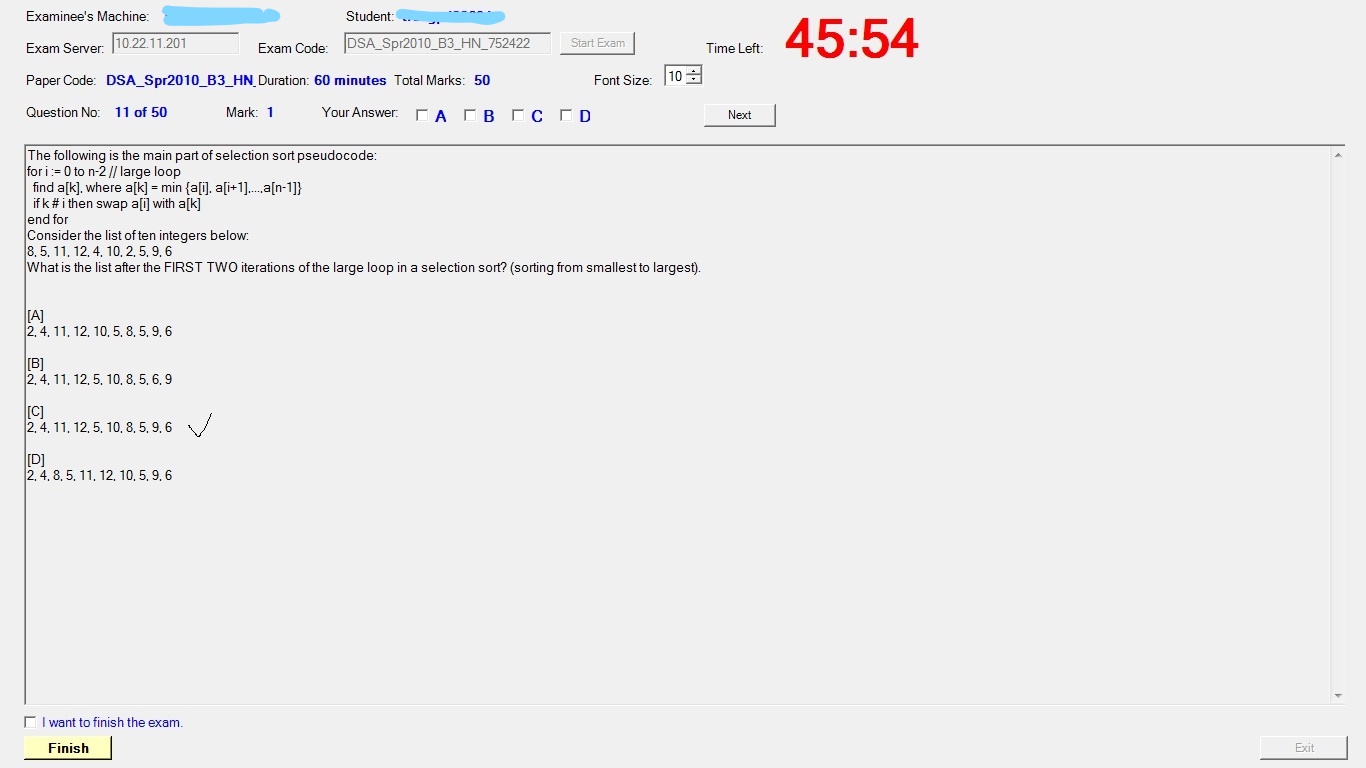 Examinee's Machine: Student:
Exam Server: 10.22.11.201 Exam Code: DSA_Spr2010_B3_HN_752422 Start Exam Time Left: 45:54
Paper Code: DSA_Spr2010_B3_HN_ Duration: 60 minutes Total Marks: 50 Font Size: 10
Question No: 11 of 50 Mark: 1 Your Answer: A B C D Next
The following is the main part of selection sort pseudocode:
for i := 0 to n-2 // large loop
find a[k], where a[k] = min {a[i], a[i+1],...,a[n-1]}
if k # i then swap a[i] with a[k]
end for
Consider the list of ten integers below:
8, 5, 11, 12, 4, 10, 2, 5, 9, 6
What is the list after the FIRST TWO iterations of the large loop in a selection sort? (sorting from smallest to largest).
[A]
2, 4, 11, 12, 10, 5, 8, 5, 9, 6
[B]
2, 4, 11, 12, 5, 10, 8, 5, 6, 9
[C]
2, 4, 11, 12, 5, 10, 8, 5, 9, 6
[D]
2, 4, 8, 5, 11, 12, 10, 5, 9, 6
I want to finish the exam.
Finish Exit